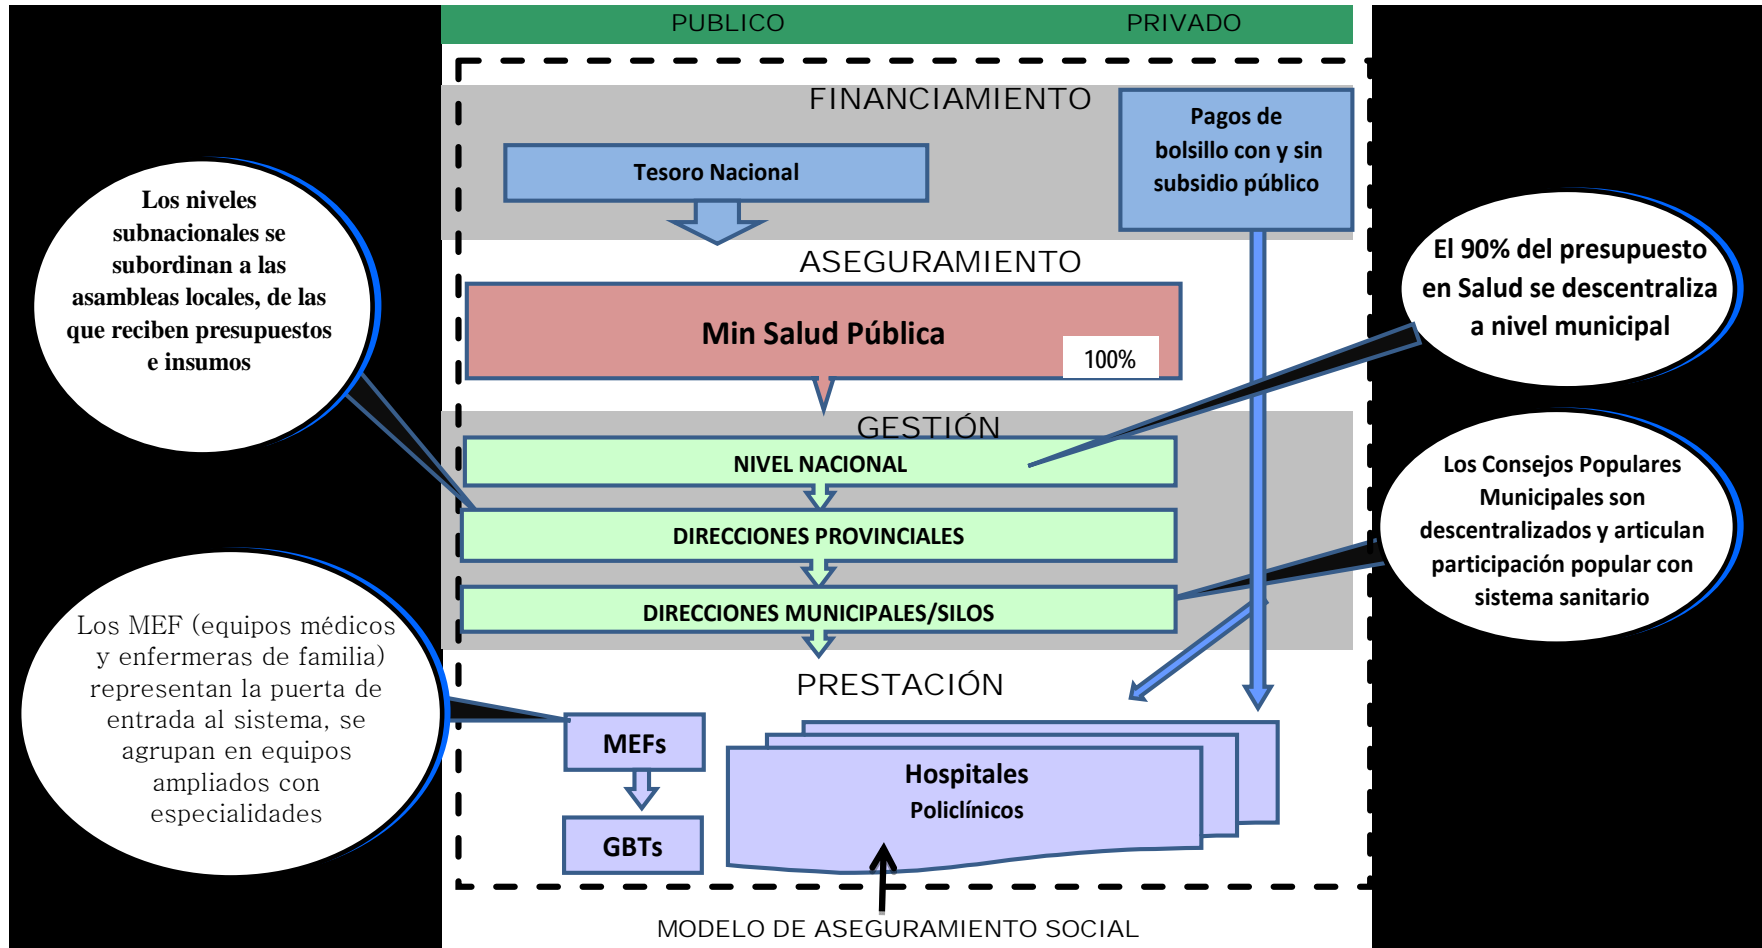 PUBLICO PRIVADO
FINANCIAMIENTO
Pagos de
bolsillo con y sin
subsidio público
Tesoro Nacional
Los niveles
subnacionales se
subordinan a las
asambleas locales, de las
que reciben presupuestos
e insumos
ASEGURAMIENTO
El 90% del presupuesto
en Salud se descentraliza
a nivel municipal
Min Salud Pública
100%
GESTIÓN
NIVEL NACIONAL
DIRECCIONES PROVINCIALES
DIRECCIONES MUNICIPALES/SILOS
Los Consejos Populares
Municipales son
descentralizados y articulan
participación popular con
sistema sanitario
Los MEF (equipos médicos
y enfermeras de familia)
representan la puerta de
entrada al sistema, se
agrupan en equipos
ampliados con
especialidades
PRESTACIÓN
MEFs
GBTs
Hospitales
Policlínicos
MODELO DE ASEGURAMIENTO SOCIAL